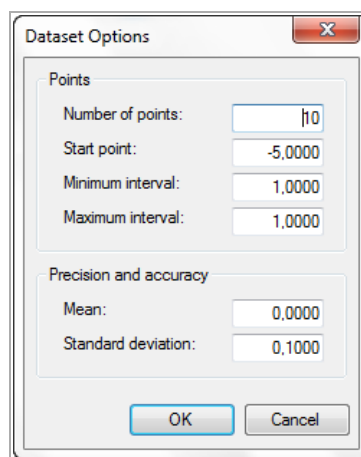 Dataset Options
Points
Number of points: 10
Start point: -5,0000
Minimum interval: 1,0000
Maximum interval: 1,0000
Precision and accuracy
Mean: 0,0000
Standard deviation: 0,1000
OK Cancel